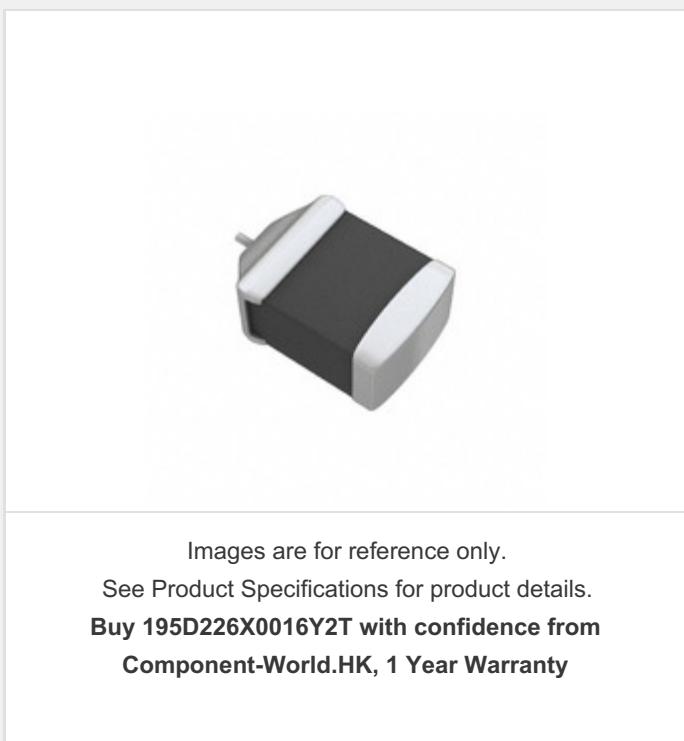 Images are for reference only.
See Product Specifications for product details.
Buy 195D226X0016Y2T with confidence from
Component-World.HK, 1 Year Warranty